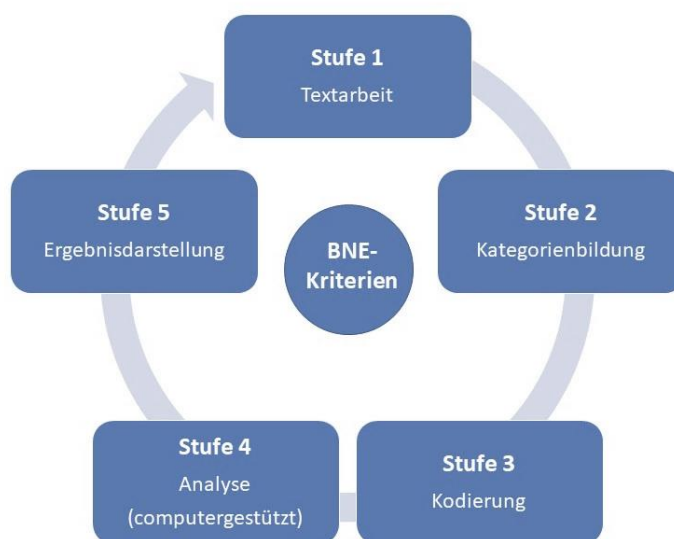 Stufe 1
Textarbeit
Stufe 2
Kategorienbildung
Stufe 3
Kodierung
Stufe 4
Analyse
(computergestützt)
Stufe 5
Ergebnisdarstellung
BNE-
Kriterien